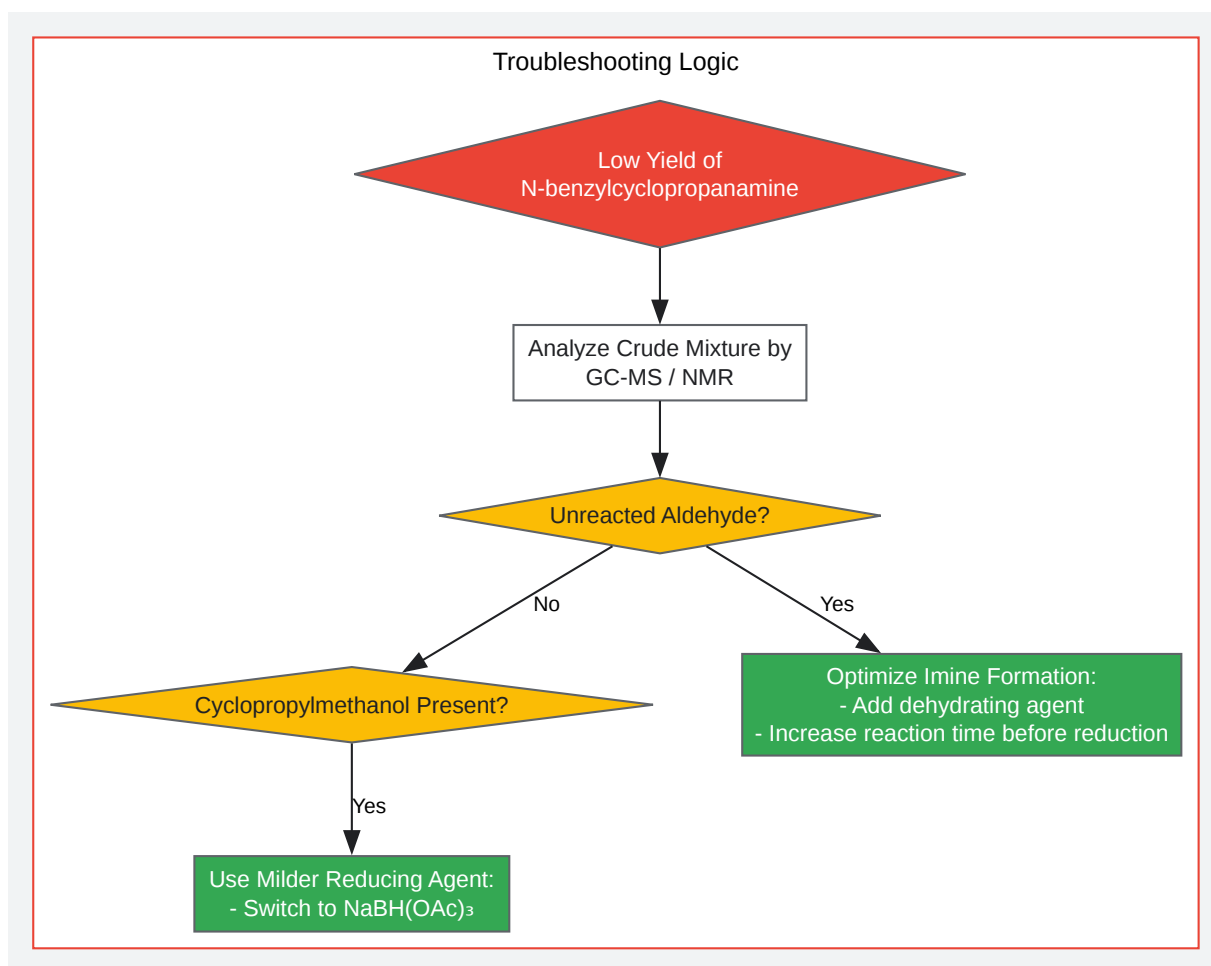 Troubleshooting Logic
Low Yield of
N-benzylcyclopropanamine
Analyze Crude Mixture by
GC-MS / NMR
Unreacted Aldehyde?
No
Yes
Cyclopropylmethanol Present?
Optimize Imine Formation:
- Add dehydrating agent
- Increase reaction time before reduction
Yes
Use Milder Reducing Agent:
- Switch to NaBH(OAc)₃